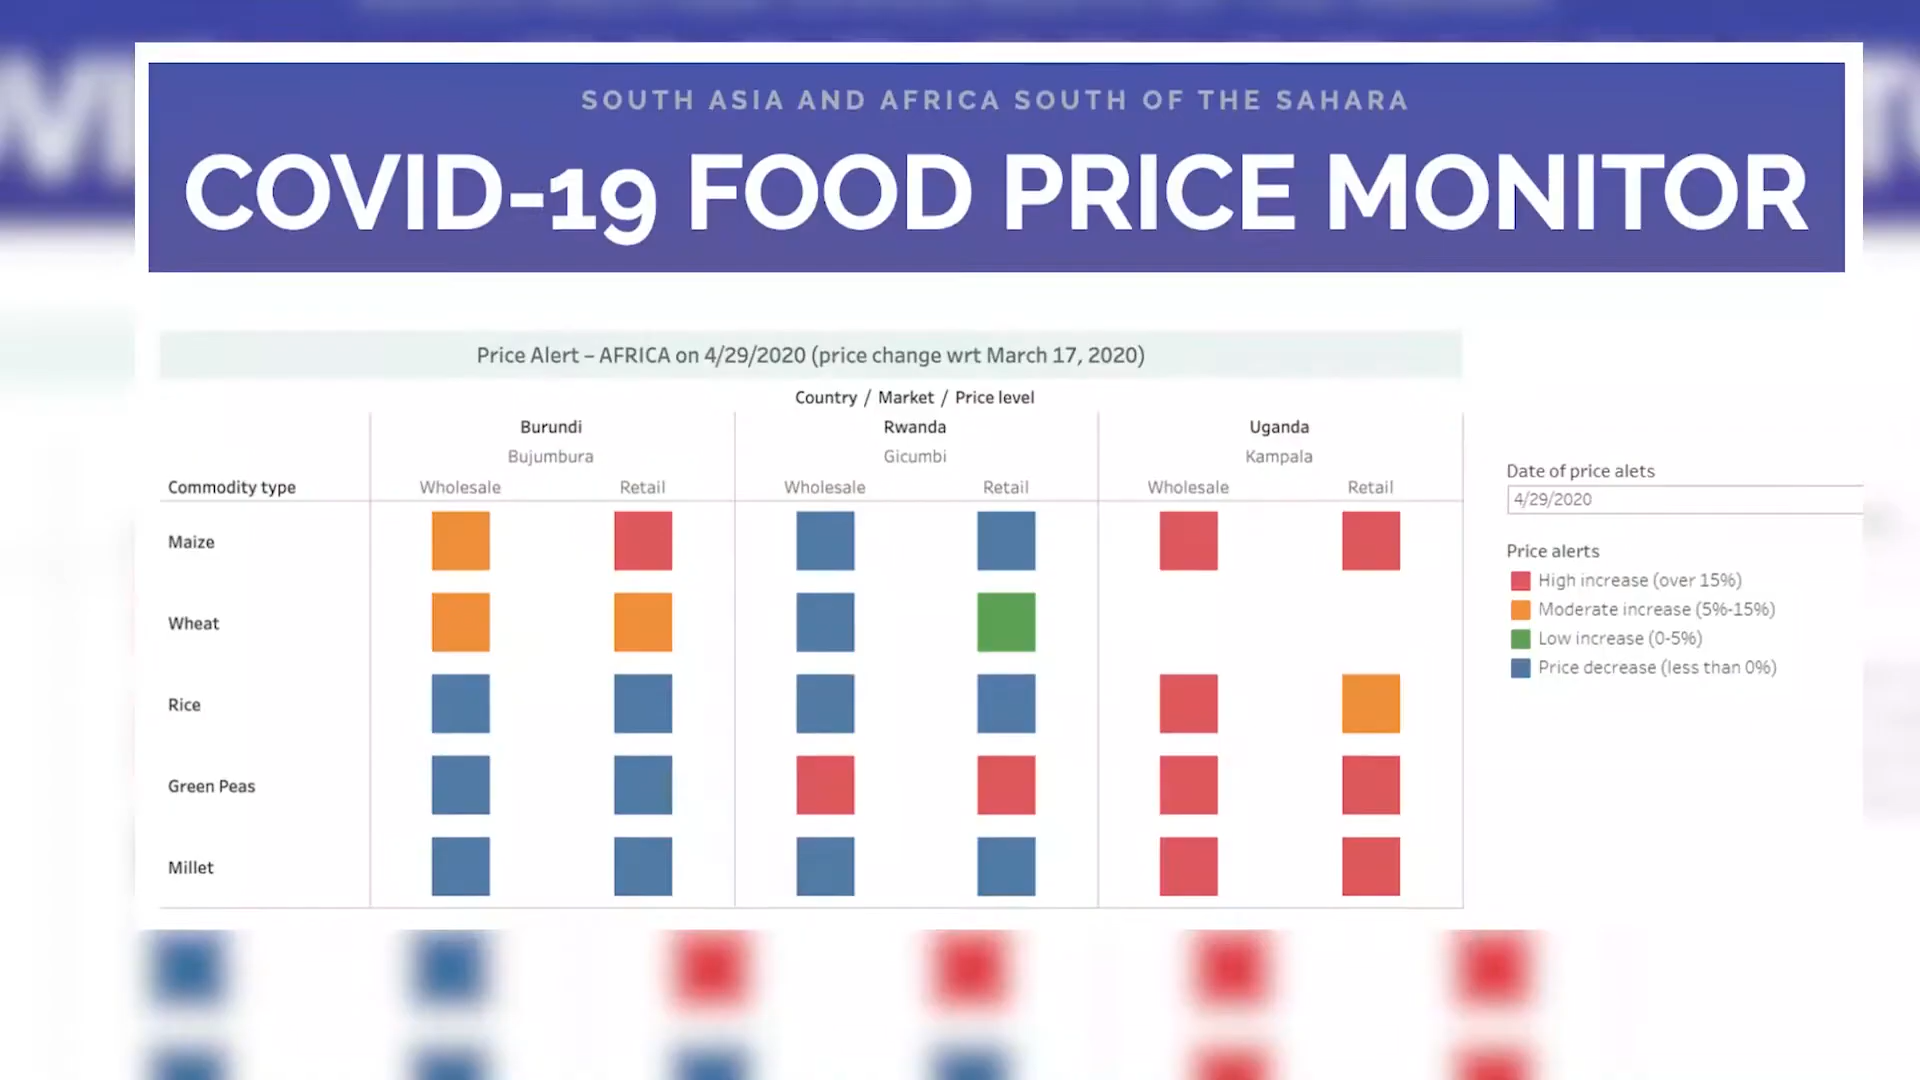 SOUTH ASIA AND AFRICA SOUTH OF THE SAHARA
COVID-19 FOOD PRICE MONITOR
Price Alert – AFRICA on 4/29/2020 (price change wrt March 17, 2020)
Country / Market / Price level
Burundi Rwanda Uganda
Bujumbura Gicumbi Kampala
Commodity type Wholesale Retail Wholesale Retail Wholesale Retail
Maize
Wheat
Rice
Green Peas
Millet
Date of price alets
4/29/2020
Price alerts
High increase (over 15%)
Moderate increase (5%-15%)
Low increase (0-5%)
Price decrease (less than 0%)